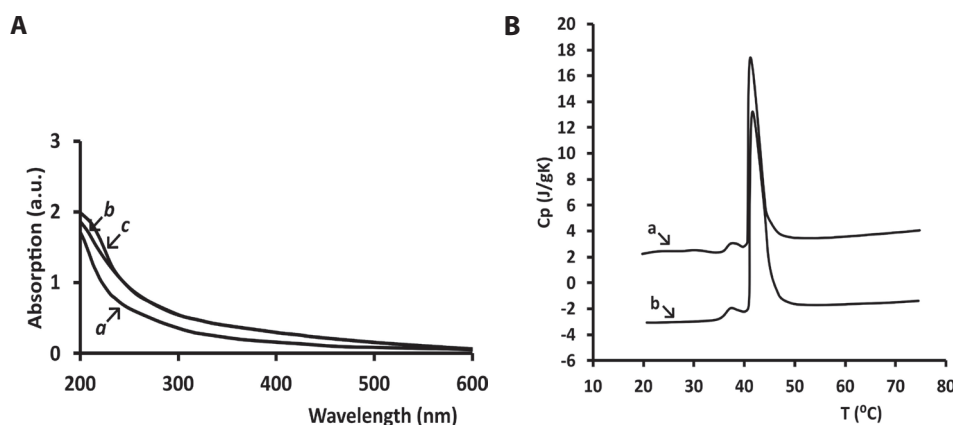 A
Absorption (a.u.)
3
2
1
0
b
c
a
200 300 400 500 600
Wavelength (nm)
B
Cp (J/gK)
20
18
16
14
12
10
8
6
4
2
0
-2
-4
-6
a
b
10 20 30 40 50 60 70 80
T (⁰C)